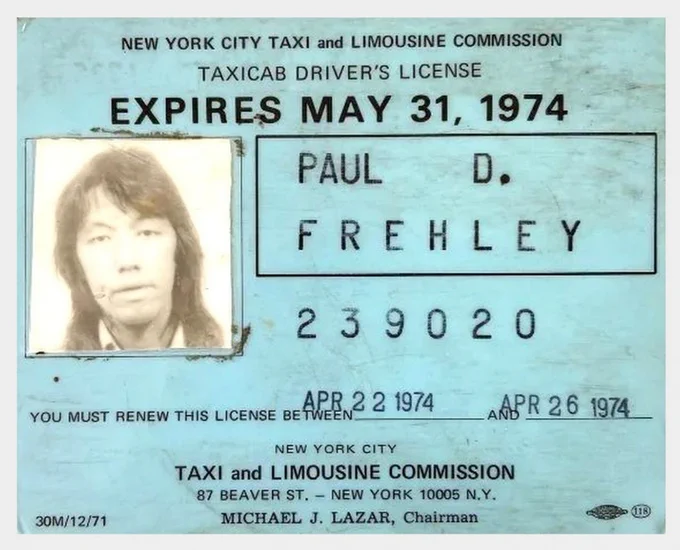 NEW YORK CITY TAXI and LIMOUSINE COMMISSION
TAXICAB DRIVER'S LICENSE
EXPIRES MAY 31, 1974
PAUL D.
FREHLEY
239020
YOU MUST RENEW THIS LICENSE BETWEEN APR 22 1974 AND APR 26 1974
NEW YORK CITY
TAXI and LIMOUSINE COMMISSION
87 BEAVER ST. – NEW YORK 10005 N.Y.
30M/12/71 MICHAEL J. LAZAR, Chairman 118